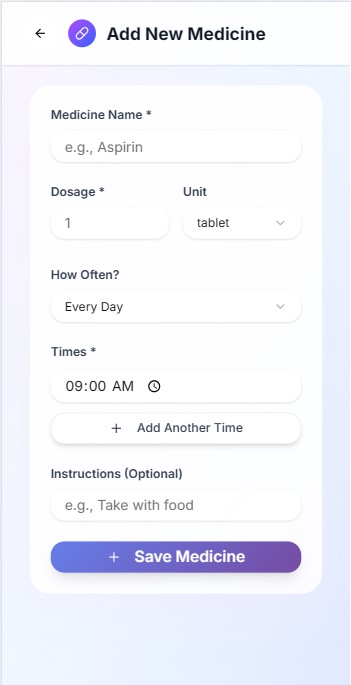 Add New Medicine
Medicine Name *
e.g., Aspirin
Dosage * Unit
1 tablet
How Often?
Every Day
Times *
09:00 AM
+ Add Another Time
Instructions (Optional)
e.g., Take with food
+ Save Medicine